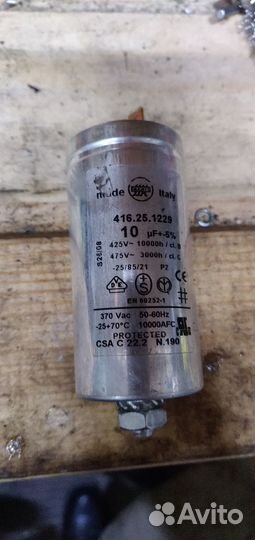 made Italy
416.25.1229
10 µF+-5%
425V~ 10000h / cl. B
475V~ 3000h / cl. C
-25/85/21 P2
EN 60252-1
370 Vac 50-60Hz
-25+70°C 10000AFC
PROTECTED
CSA C 22.2 N.190
Avito